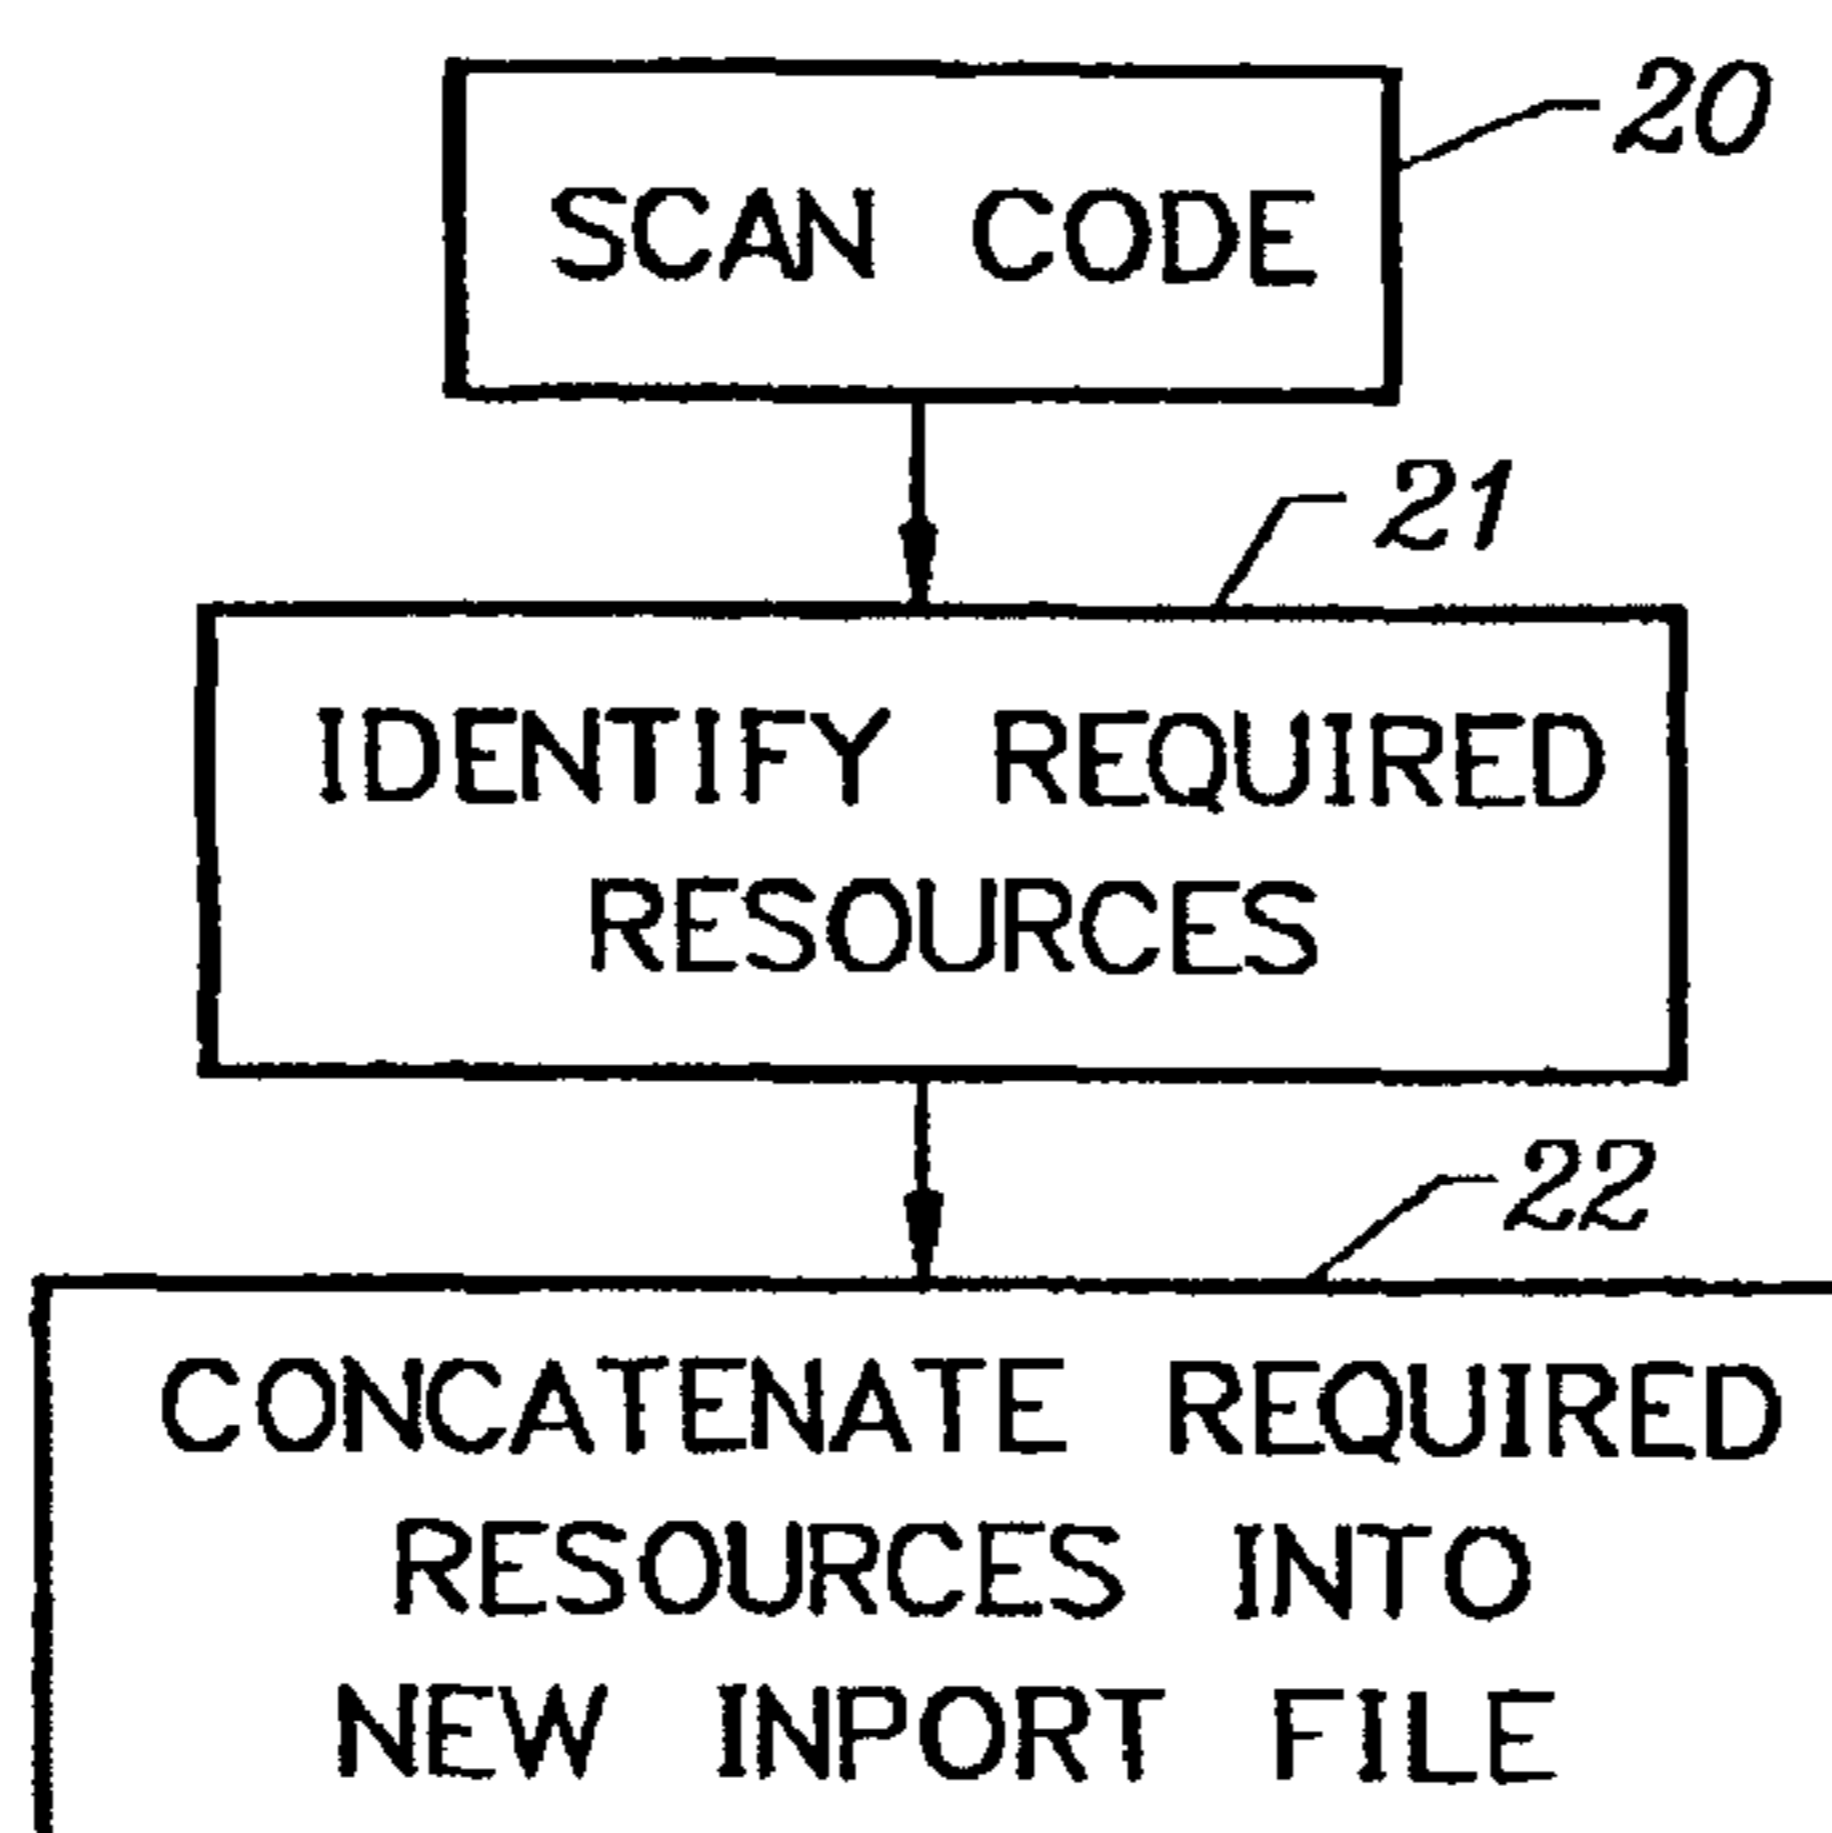 20
SCAN CODE
21
IDENTIFY REQUIRED
RESOURCES
22
CONCATENATE REQUIRED
RESOURCES INTO
NEW INPORT FILE